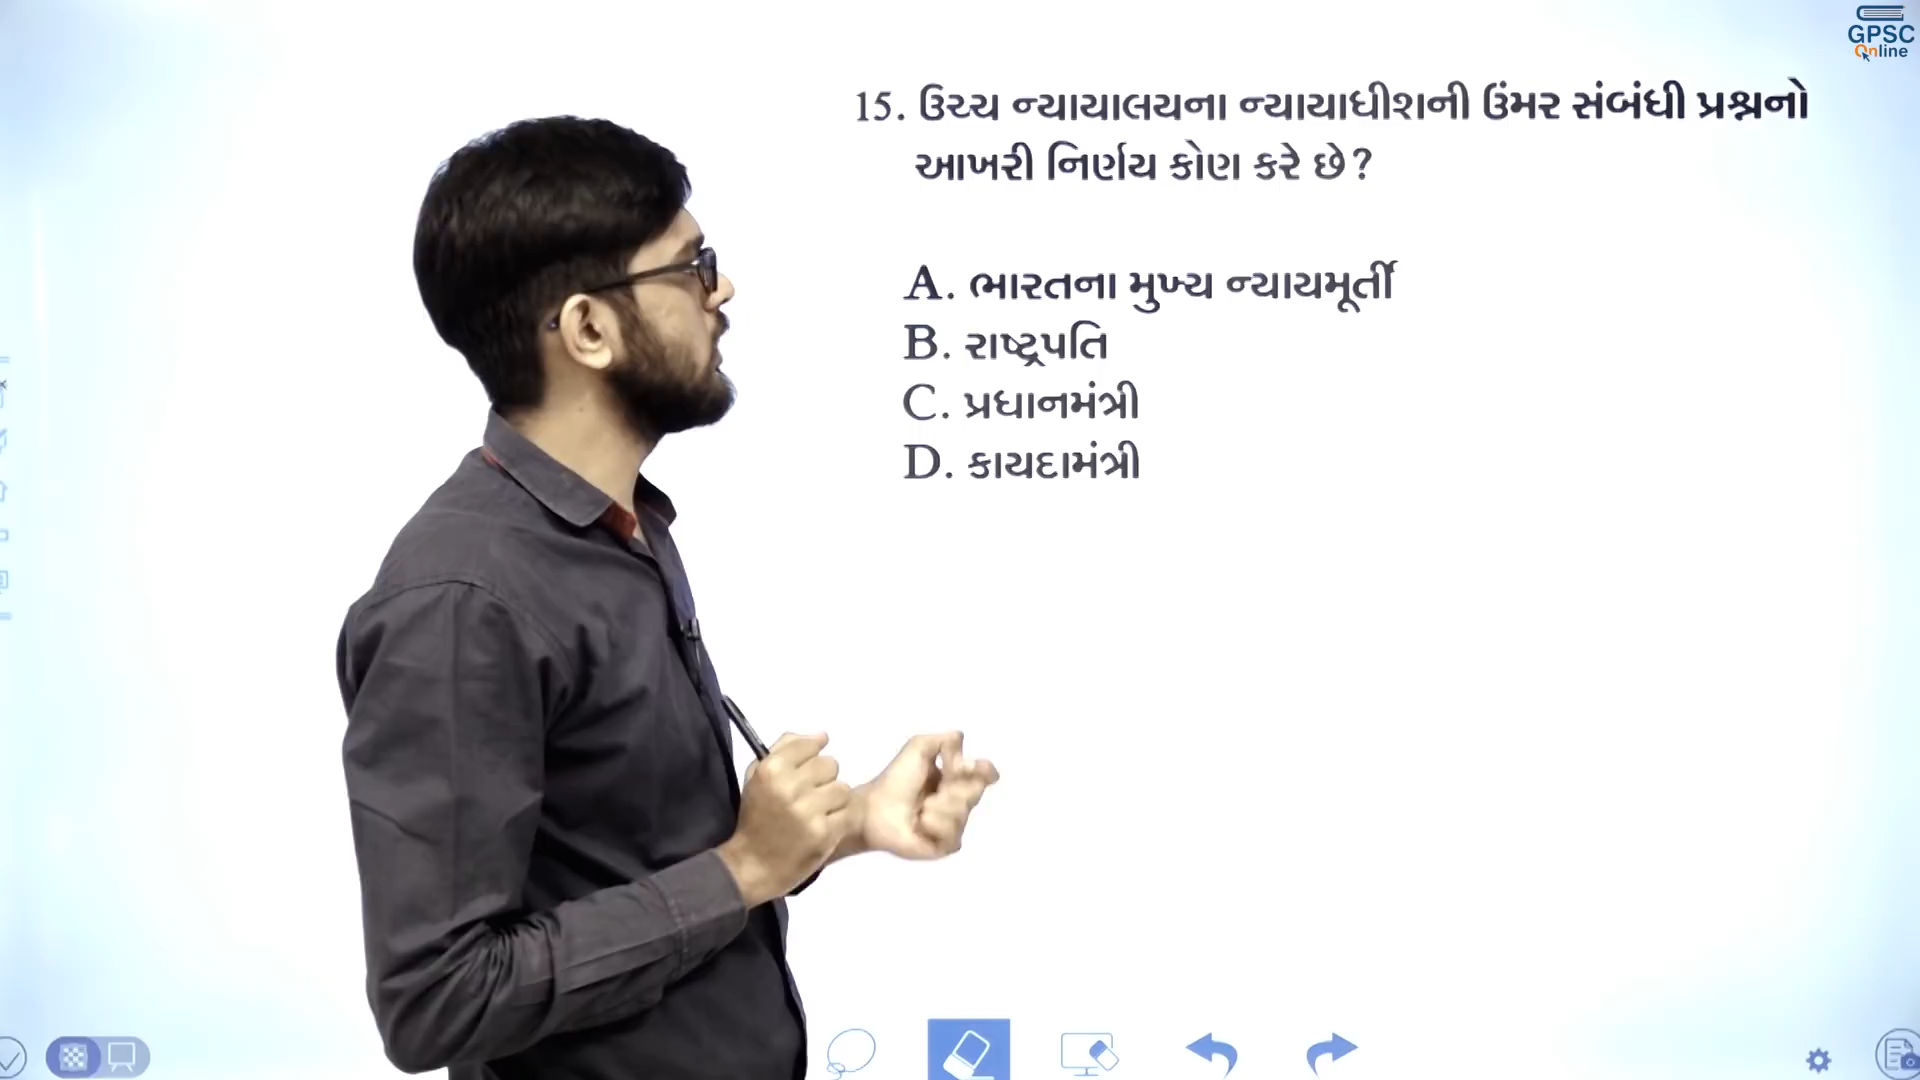 GPSC
Online
15. ઉચ્ચ ન્યાયાલયના ન્યાયાધીશની ઉંમર સંબંધી પ્રશ્નનો
આખરી નિર્ણય કોણ કરે છે?
A. ભારતના મુખ્ય ન્યાયમૂર્તી
B. રાષ્ટ્રપતિ
C. પ્રધાનમંત્રી
D. કાયદામંત્રી